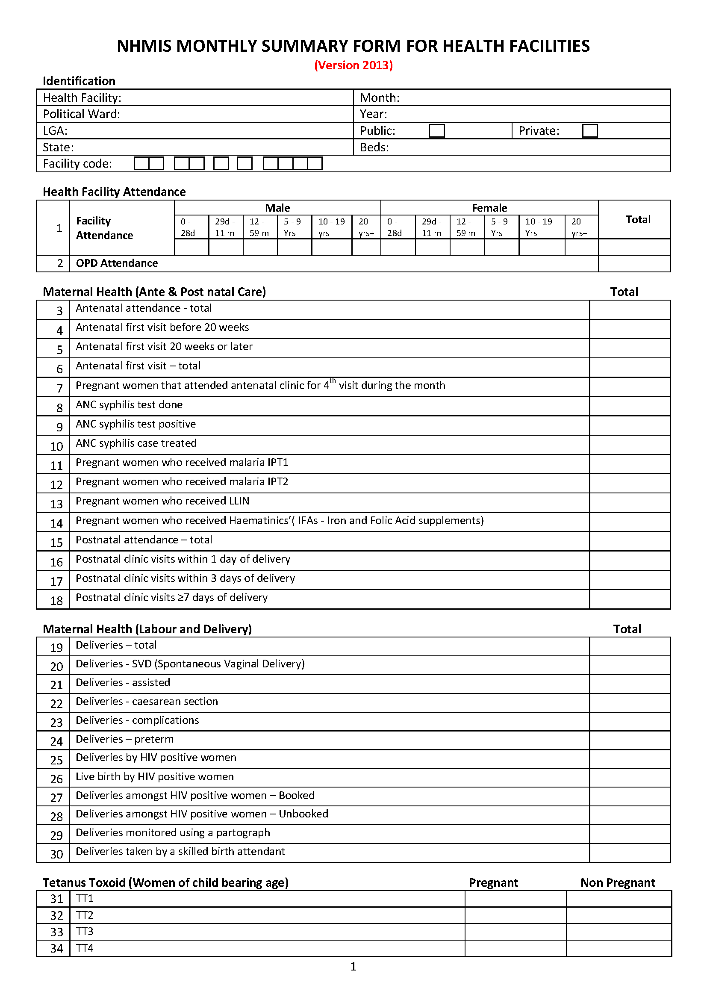 NHMIS MONTHLY SUMMARY FORM FOR HEALTH FACILITIES
(Version 2013)
Identification
Health Facility: Month:
Political Ward: Year:
LGA: Public: Private:
State: Beds:
Facility code:
Health Facility Attendance
1 Facility Attendance Male Female Total
0 - 28d 29d - 11 m 12 - 59 m 5 - 9 Yrs 10 - 19 yrs 20 yrs+ 0 - 28d 29d - 11 m 12 - 59 m 5 - 9 Yrs 10 - 19 Yrs 20 yrs+
2 OPD Attendance
Maternal Health (Ante & Post natal Care) Total
3 Antenatal attendance - total
4 Antenatal first visit before 20 weeks
5 Antenatal first visit 20 weeks or later
6 Antenatal first visit – total
7 Pregnant women that attended antenatal clinic for 4th visit during the month
8 ANC syphilis test done
9 ANC syphilis test positive
10 ANC syphilis case treated
11 Pregnant women who received malaria IPT1
12 Pregnant women who received malaria IPT2
13 Pregnant women who received LLIN
14 Pregnant women who received Haematinics’( IFAs - Iron and Folic Acid supplements)
15 Postnatal attendance – total
16 Postnatal clinic visits within 1 day of delivery
17 Postnatal clinic visits within 3 days of delivery
18 Postnatal clinic visits ≥7 days of delivery
Maternal Health (Labour and Delivery) Total
19 Deliveries – total
20 Deliveries - SVD (Spontaneous Vaginal Delivery)
21 Deliveries - assisted
22 Deliveries - caesarean section
23 Deliveries - complications
24 Deliveries – preterm
25 Deliveries by HIV positive women
26 Live birth by HIV positive women
27 Deliveries amongst HIV positive women – Booked
28 Deliveries amongst HIV positive women – Unbooked
29 Deliveries monitored using a partograph
30 Deliveries taken by a skilled birth attendant
Tetanus Toxoid (Women of child bearing age) Pregnant Non Pregnant
31 TT1
32 TT2
33 TT3
34 TT4
1